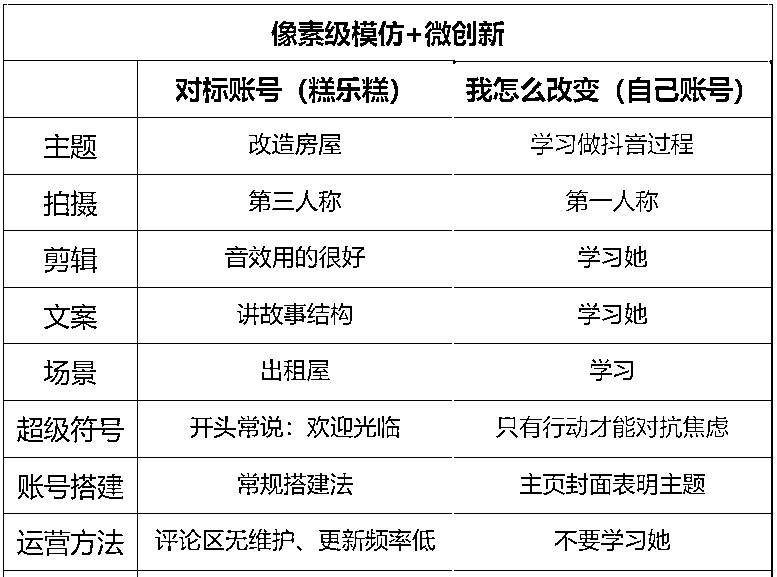 像素级模仿+微创新
对标账号（糕乐糕） 我怎么改变（自己账号）
主题 改造房屋 学习做抖音过程
拍摄 第三人称 第一人称
剪辑 音效用的很好 学习她
文案 讲故事结构 学习她
场景 出租屋 学习
超级符号 开头常说：欢迎光临 只有行动才能对抗焦虑
账号搭建 常规搭建法 主页封面表明主题
运营方法 评论区无维护、更新频率低 不要学习她